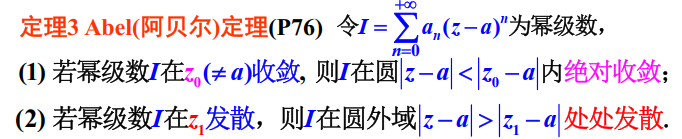 定理3 Abel(阿贝尔)定理(P76) 令I = \sum_{n=0}^{+∞} a_n(z−a)^n为幂级数，
(1) 若幂级数I在z_0(≠a)收敛, 则I在圆|z−a|<|z_0−a|内绝对收敛；
(2) 若幂级数I在z_1发散，则I在圆外域|z−a|>|z_1−a|处处发散.